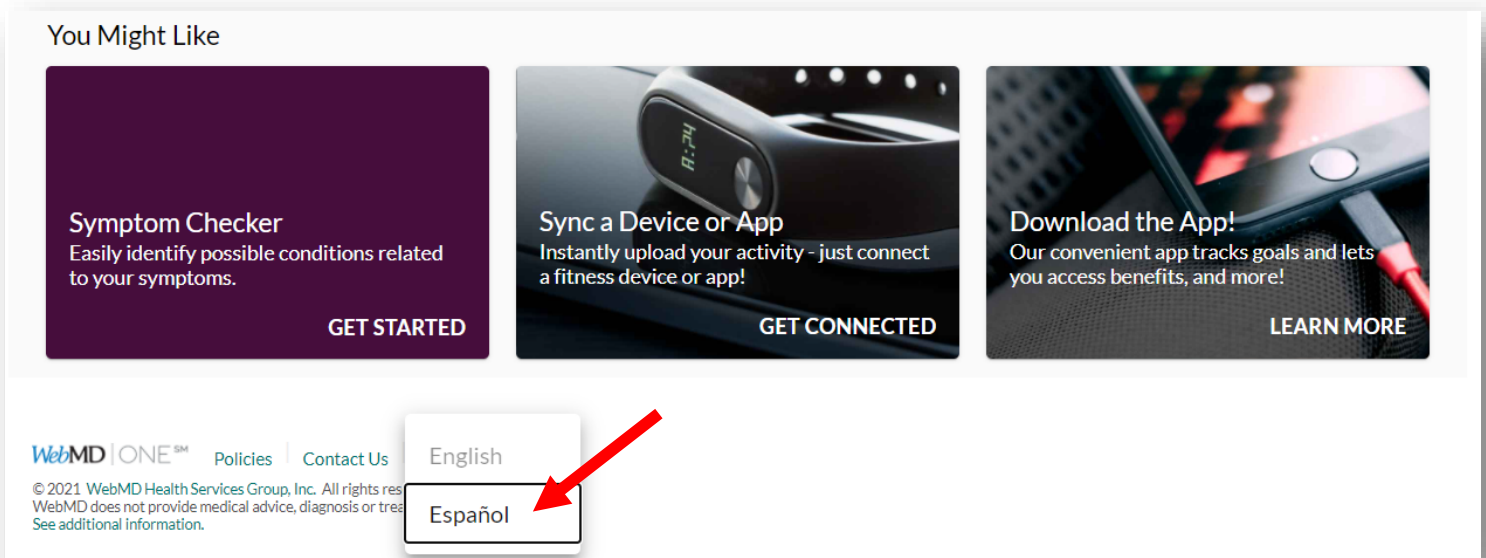 You Might Like
Symptom Checker
Easily identify possible conditions related
to your symptoms.
GET STARTED
A:24
Sync a Device or App
Instantly upload your activity - just connect
a fitness device or app!
GET CONNECTED
Download the App!
Our convenient app tracks goals and lets
you access benefits, and more!
LEARN MORE
WebMD ONE SM Policies Contact Us
English
Español
© 2021 WebMD Health Services Group, Inc. All rights res
WebMD does not provide medical advice, diagnosis or trea
See additional information.